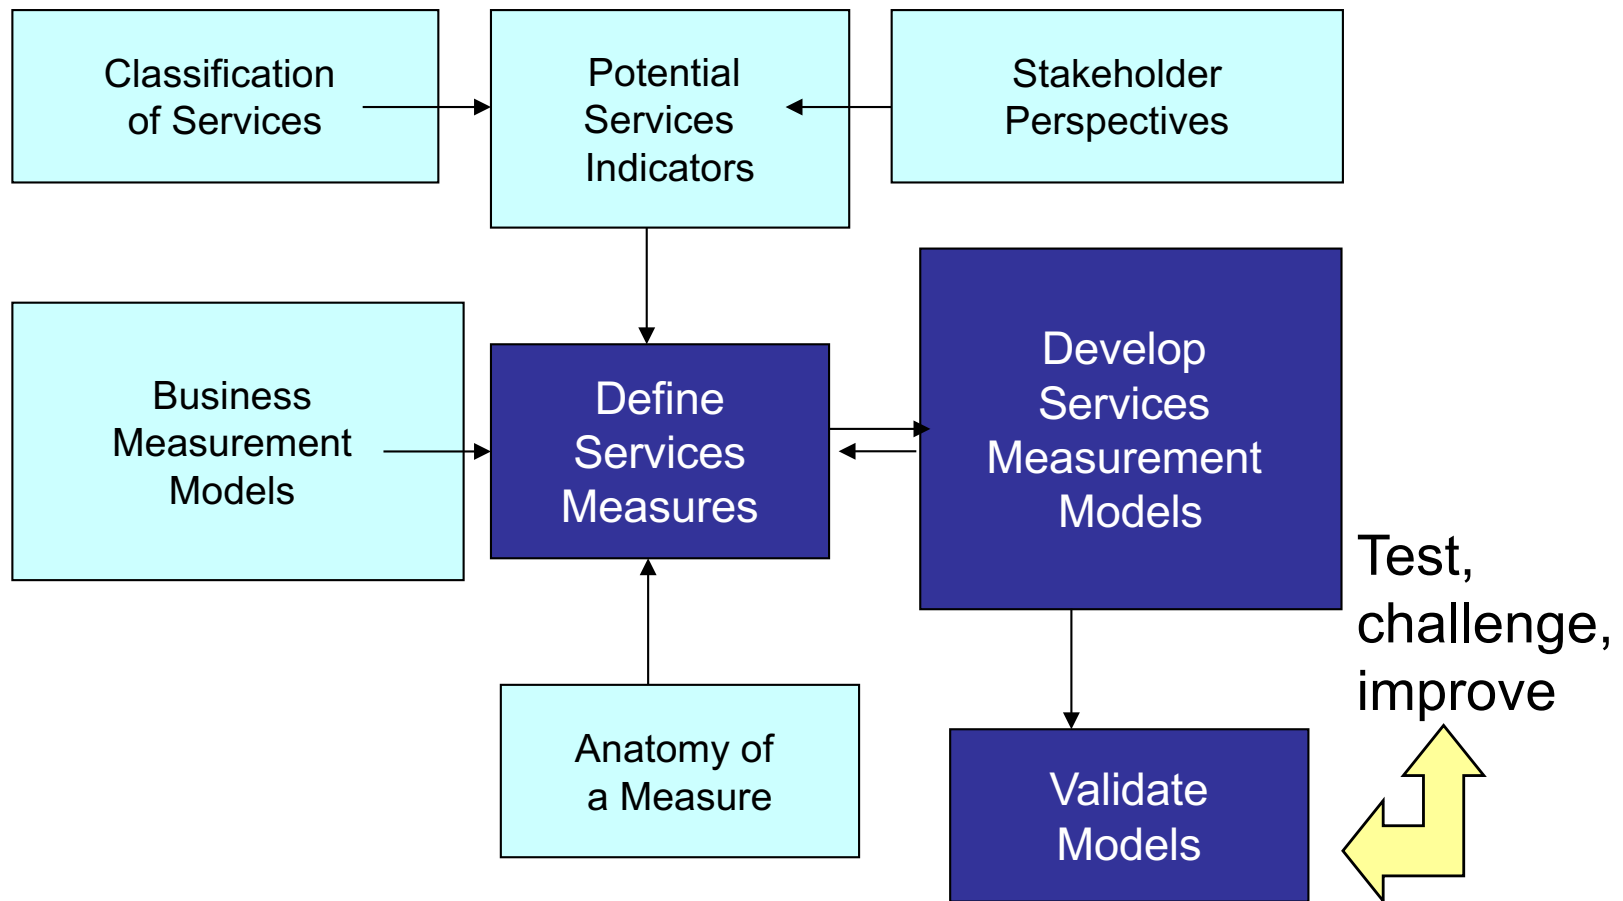 Classification
of Services
Potential
Services
Indicators
Stakeholder
Perspectives
Business
Measurement
Models
Define
Services
Measures
Develop
Services
Measurement
Models
Test,
challenge,
improve
Anatomy of
a Measure
Validate
Models